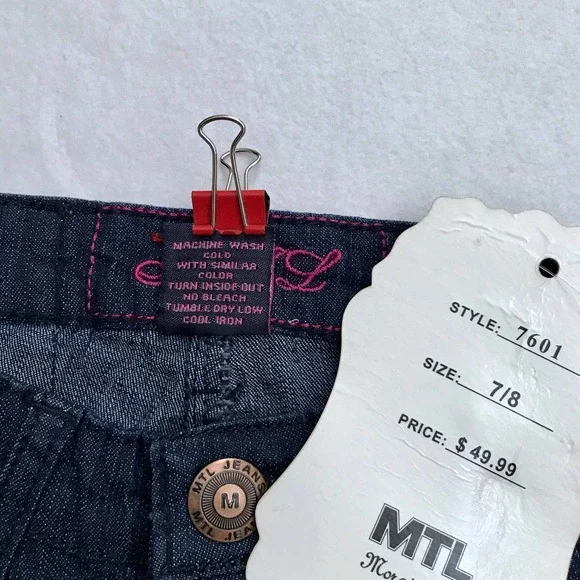 MACHINE WASH
COLD
WITH SIMILAR
COLOR
TURN INSIDE OUT
NO BLEACH
TUMBLE DRY LOW
COOL IRON
MTL JEANS
M
MTL JEANS
STYLE: 7601
SIZE: 7/8
PRICE: $49.99
MTL